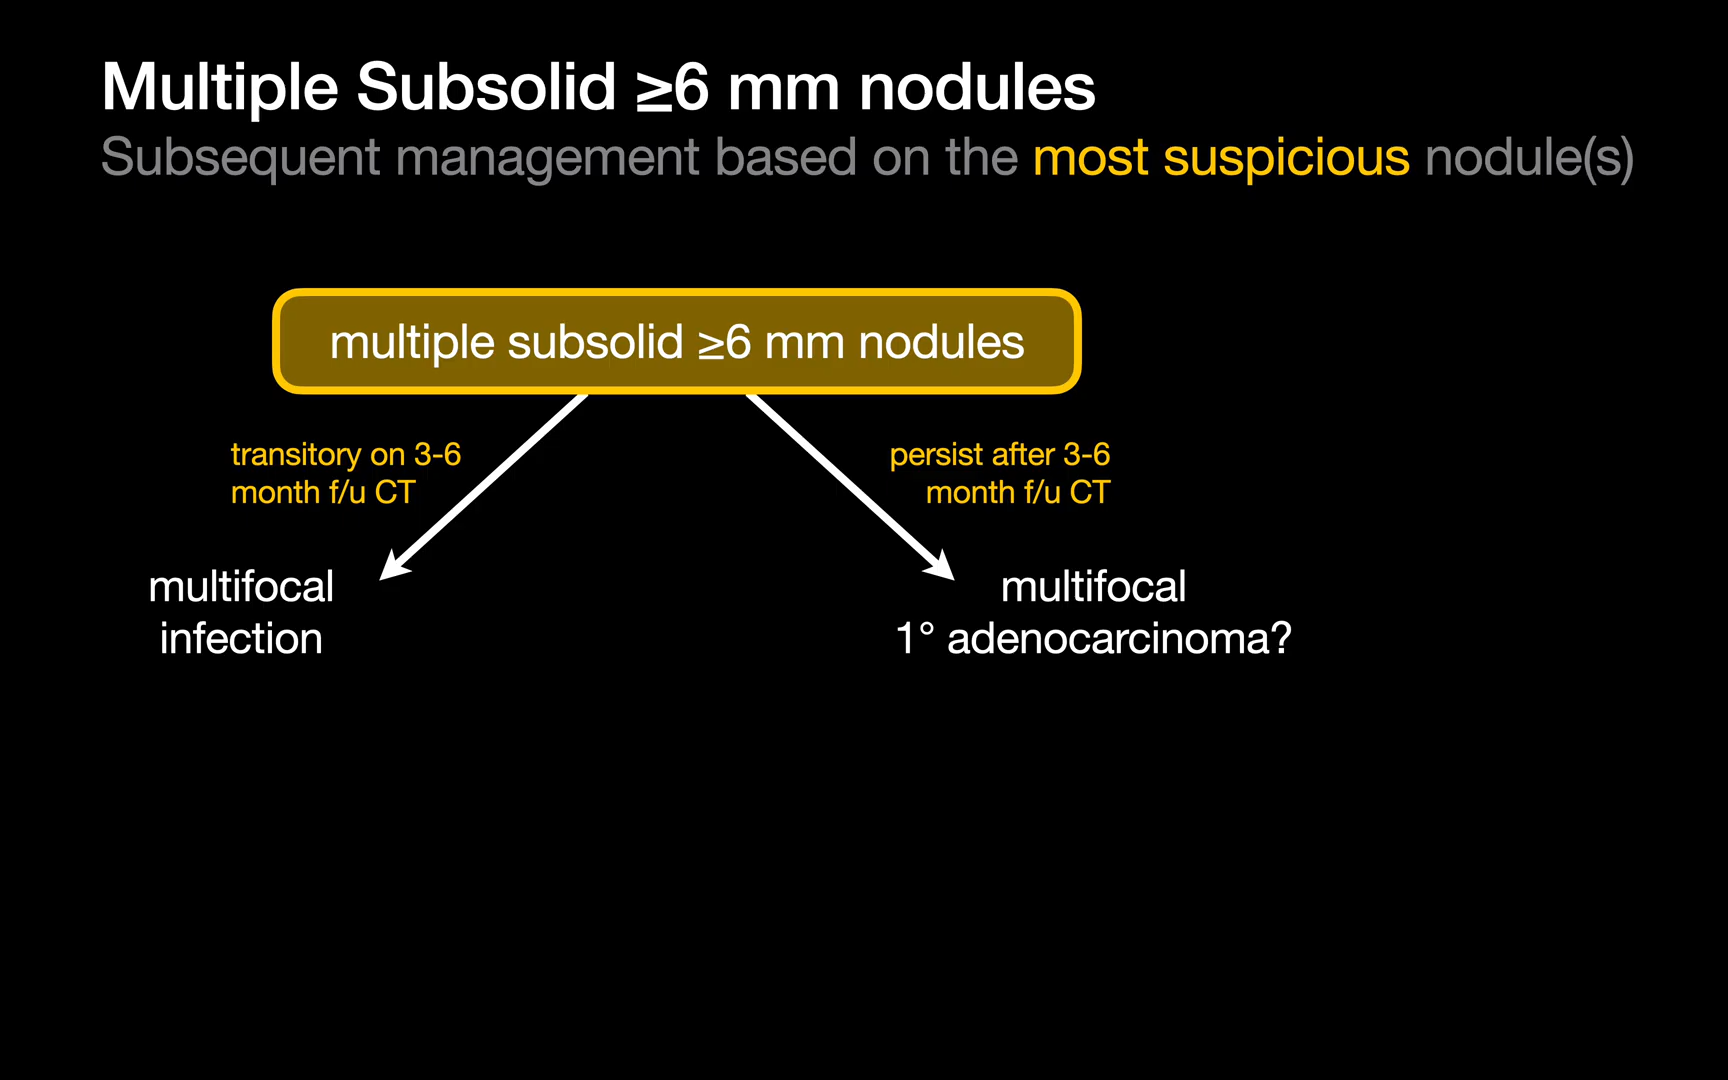 Multiple Subsolid ≥6 mm nodules
Subsequent management based on the most suspicious nodule(s)
multiple subsolid ≥6 mm nodules
transitory on 3-6
month f/u CT
persist after 3-6
month f/u CT
multifocal
infection
multifocal
1° adenocarcinoma?